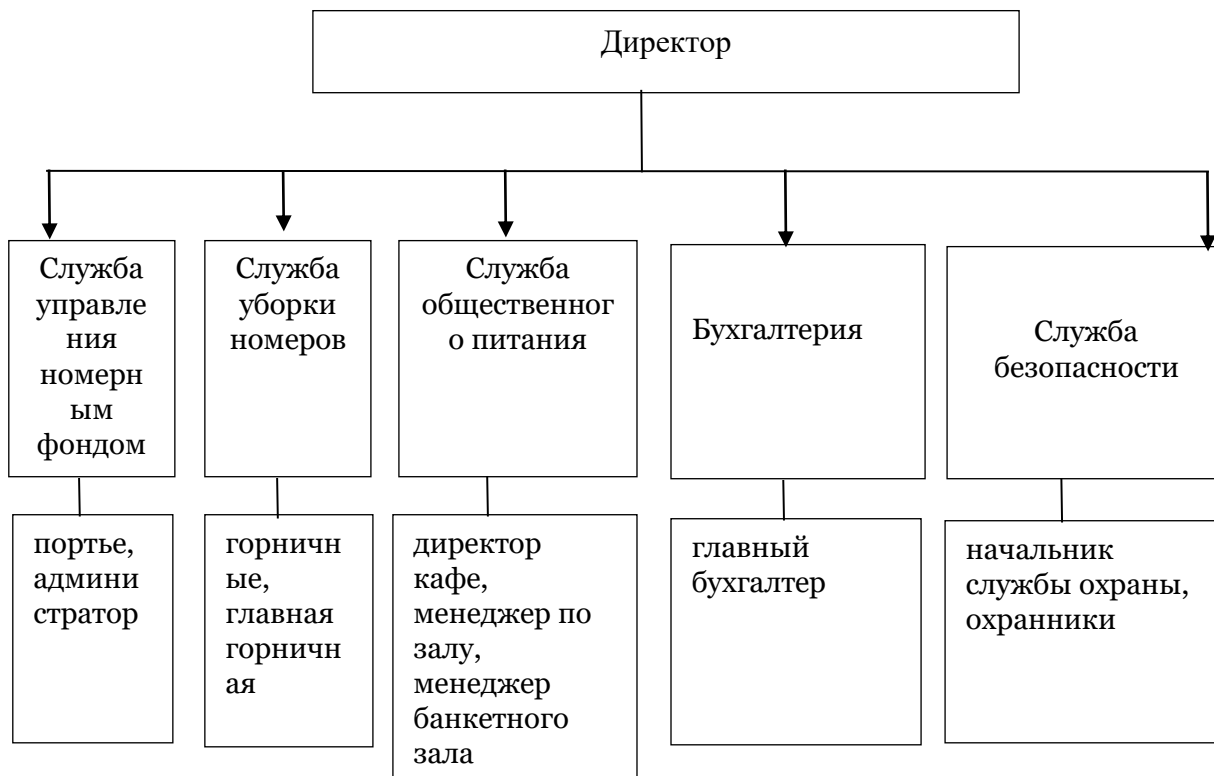 Директор
Служба
управле
ния
номерн
ым
фондом
Служба
уборки
номеров
Служба
общественног
о питания
Бухгалтерия
Служба
безопасности
портье,
админи
стратор
горничн
ые,
главная
горничн
ая
директор
кафе,
менеджер по
залу,
менеджер
банкетного
зала
главный
бухгалтер
начальник
службы охраны,
охранники